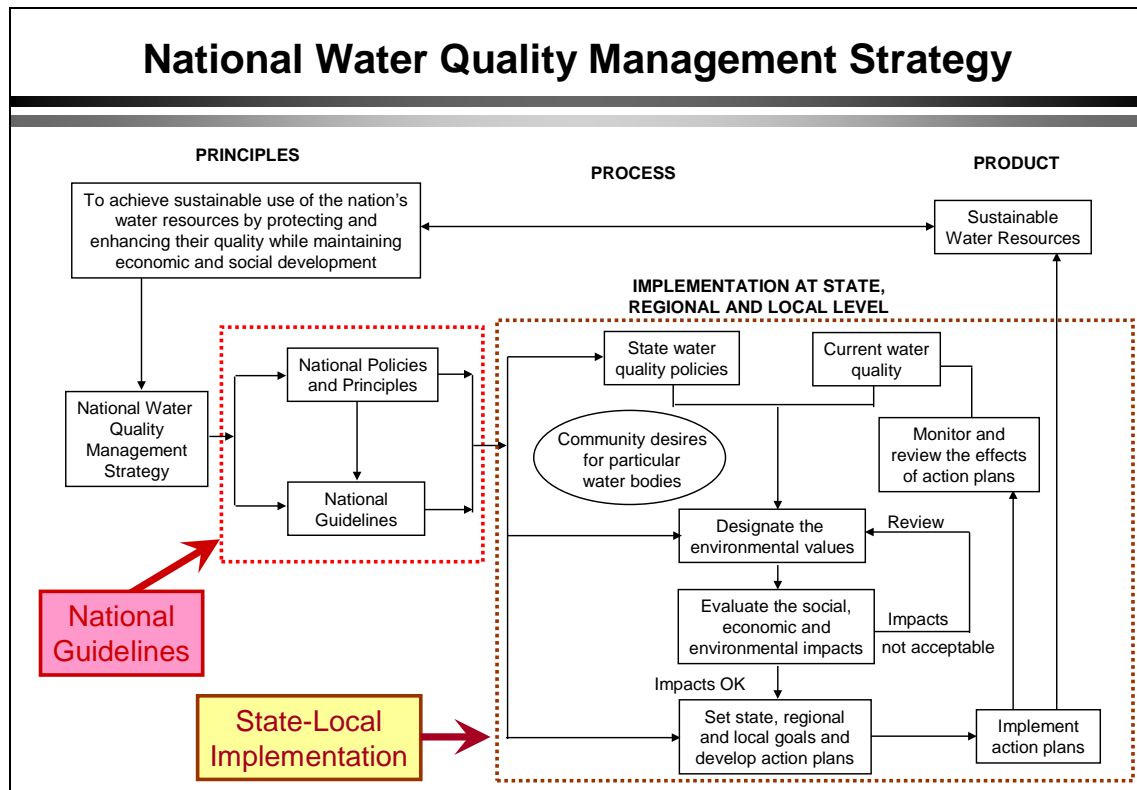 National Water Quality Management Strategy
PRINCIPLES
PROCESS
PRODUCT
To achieve sustainable use of the nation’s
water resources by protecting and
enhancing their quality while maintaining
economic and social development
Sustainable
Water Resources
IMPLEMENTATION AT STATE,
REGIONAL AND LOCAL LEVEL
National Water
Quality
Management
Strategy
National Policies
and Principles
National
Guidelines
State water
quality policies
Current water
quality
Community desires
for particular
water bodies
Monitor and
review the effects
of action plans
Designate the
environmental values
Review
Evaluate the social,
economic and
environmental impacts
Impacts
not acceptable
Impacts OK
Set state, regional
and local goals and
develop action plans
Implement
action plans
National
Guidelines
State-Local
Implementation